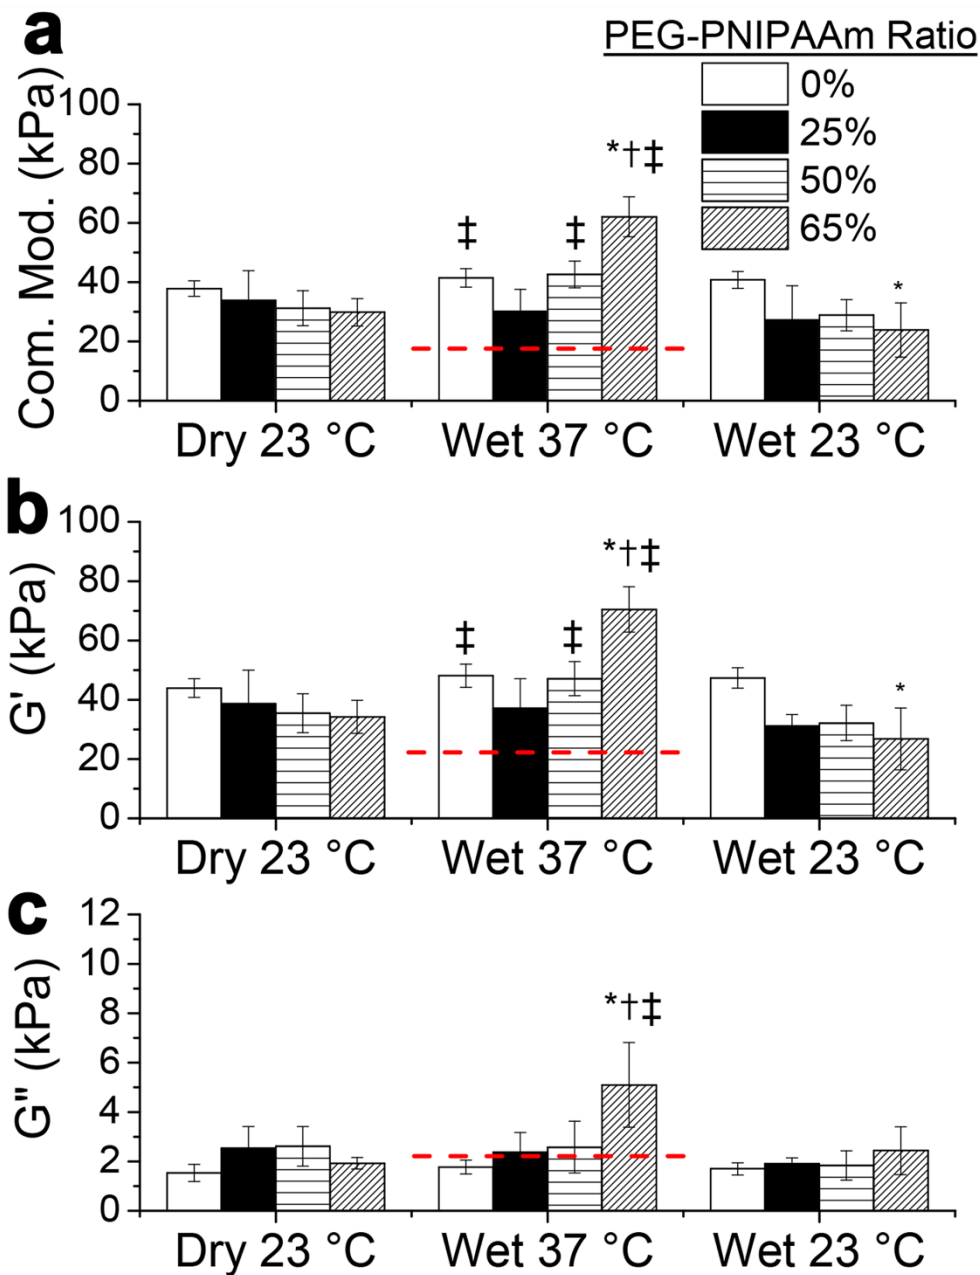 a
PEG-PNIPAAm Ratio
0%
25%
50%
65%
Com. Mod. (kPa)
100
80
60
40
20
0
‡
‡
*†‡
*
Dry 23 °C
Wet 37 °C
Wet 23 °C
b
G' (kPa)
100
80
60
40
20
0
‡
‡
*†‡
*
Dry 23 °C
Wet 37 °C
Wet 23 °C
c
G" (kPa)
12
10
8
6
4
2
0
*†‡
Dry 23 °C
Wet 37 °C
Wet 23 °C